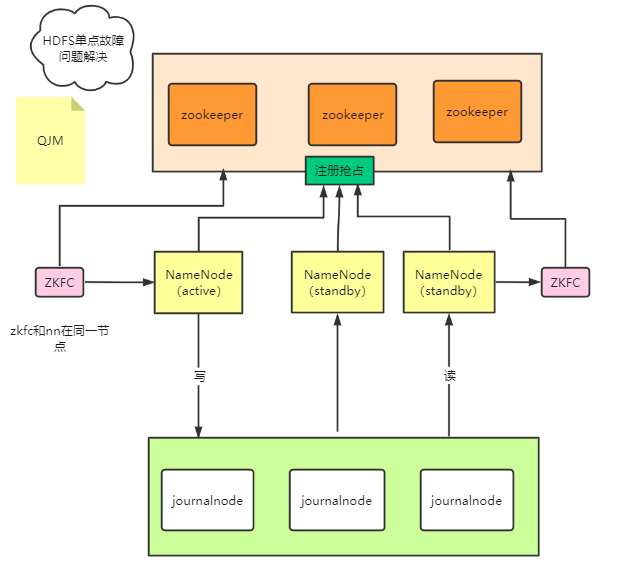 HDFS单点故障
问题解决
QJM
zookeeper
zookeeper
zookeeper
注册抢占
ZKFC
NameNode
（active）
NameNode
（standby）
NameNode
（standby）
ZKFC
zkfc和nn在同一节
点
写
读
journalnode
journalnode
journalnode